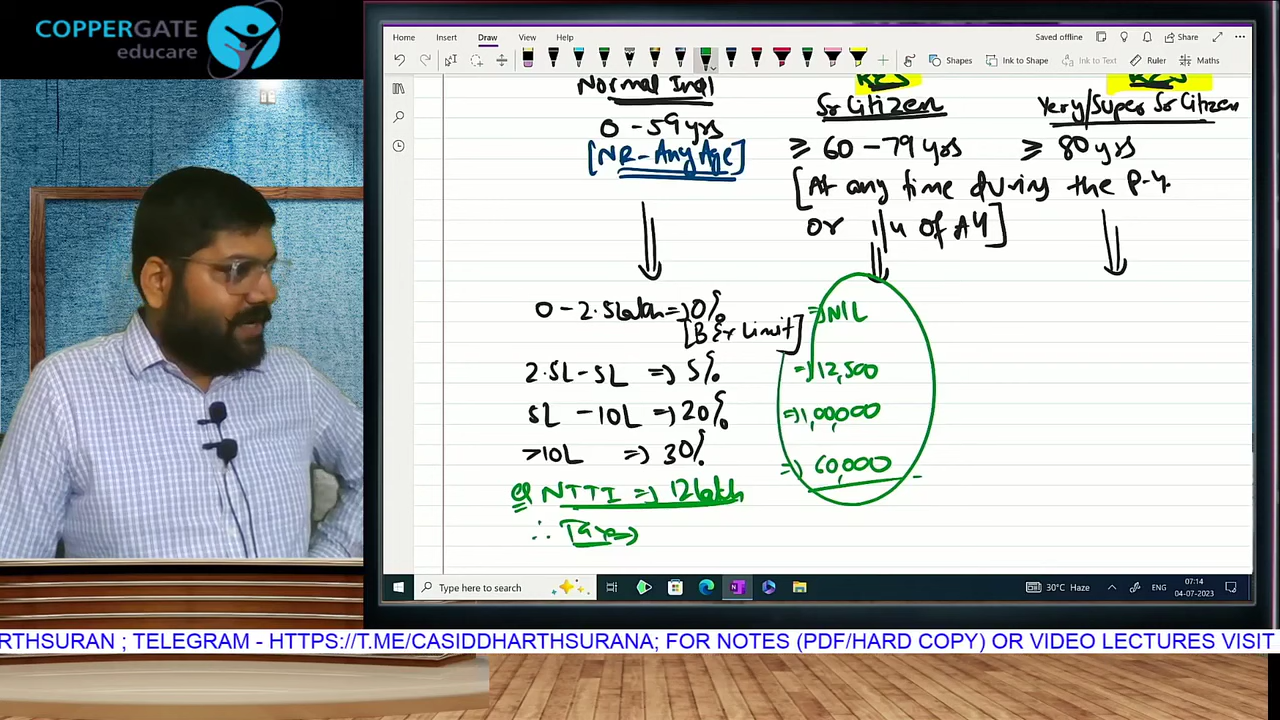 COPPERGATE
educare
Home Insert Draw View Help
Saved offline
Share
Shapes
Ink to Shape
Ink to Text
Ruler
Maths
Normal Indl
0 - 59 yrs
[NR - Any Age]
RES
Sr Citizen
≥ 60 - 79 yrs
RES
Very/Super Sr Citizen
≥ 80 yrs
[At any time during the P.Y.
or 1/4 of AY]
0 - 2.5 lakh => 0%
[B Ex Limit]
=> NIL
2.5L - 5L => 5%
=> 12,500
5L - 10L => 20%
=> 1,00,000
>10L => 30%
=> 60,000
eg NTTI => 12 lakh
∴ Tax =>
Type here to search
30°C Haze
ENG
07:14
04-07-2023
RTHSURAN ; TELEGRAM - HTTPS://T.ME/CASIDDHARTHSURANA; FOR NOTES (PDF/HARD COPY) OR VIDEO LECTURES VISIT